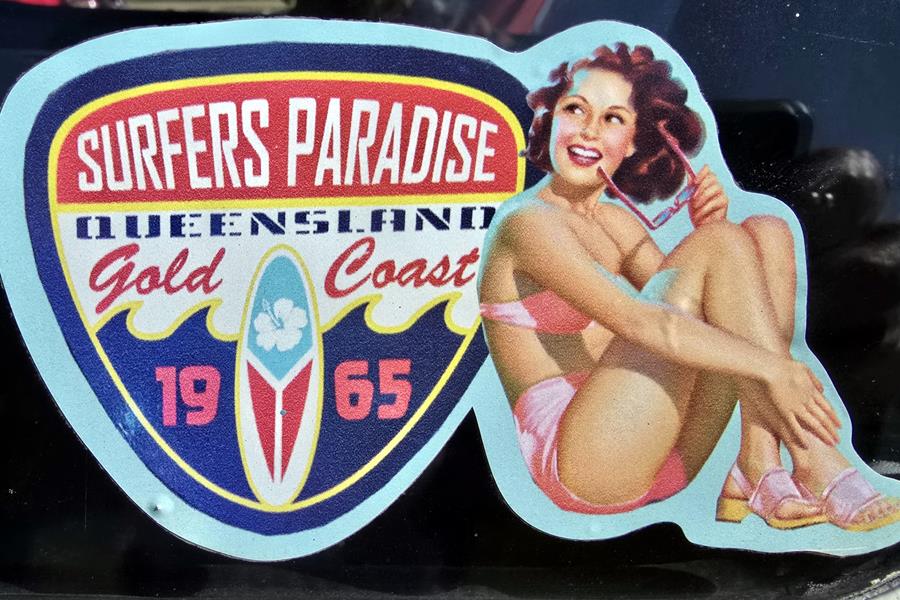 SURFERS PARADISE
QUEENSLAND
Gold Coast
19 65